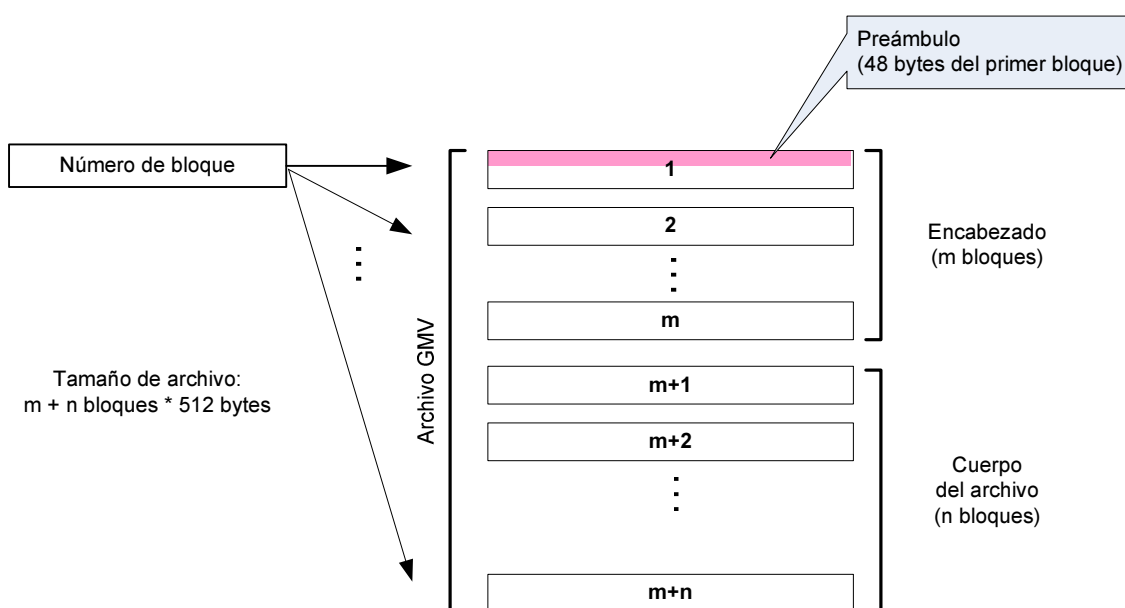 Preámbulo
(48 bytes del primer bloque)
Número de bloque
1
2
Encabezado
(m bloques)
m
Archivo GMV
Tamaño de archivo:
m + n bloques * 512 bytes
m+1
m+2
Cuerpo
del archivo
(n bloques)
m+n